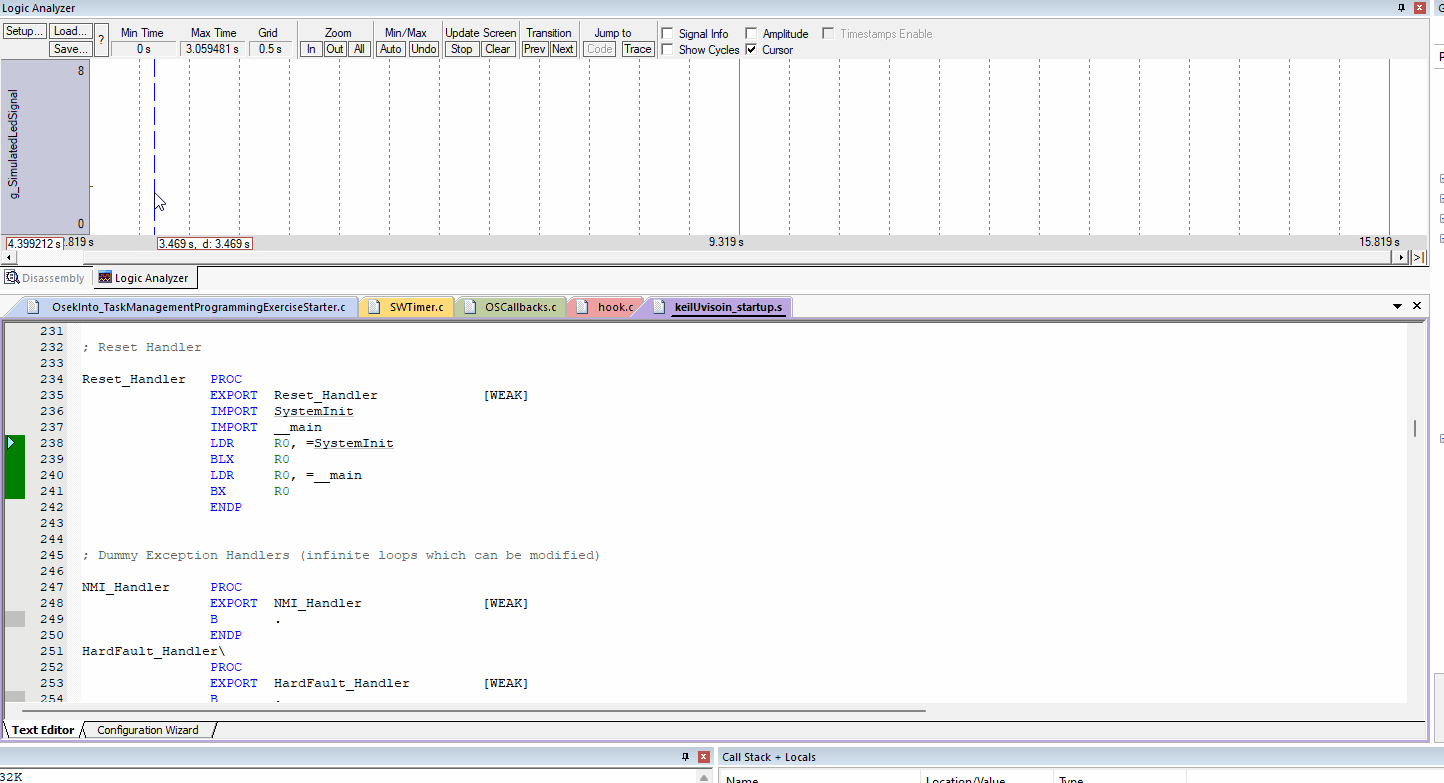 Logic Analyzer
Setup... Load... Save... ? Min Time 0 s Max Time 3.059481 s Grid 0.5 s Zoom In Out All Min/Max Auto Undo Update Screen Stop Clear Transition Prev Next Jump to Code Trace Signal Info Show Cycles Amplitude Cursor Timestamps Enable
8
g_SimulatedLedSignal
0
4.399212 s .819 s 3.469 s, d: 3.469 s 9.319 s 15.819 s
Disassembly Logic Analyzer
OsekInto_TaskManagementProgrammingExerciseStarter.c SWTimer.c OSCallbacks.c hook.c keilUvisoin_startup.s
231
232 ; Reset Handler
233
234 Reset_Handler PROC
235 EXPORT Reset_Handler [WEAK]
236 IMPORT SystemInit
237 IMPORT __main
238 LDR R0, =SystemInit
239 BLX R0
240 LDR R0, =__main
241 BX R0
242 ENDP
243
244
245 ; Dummy Exception Handlers (infinite loops which can be modified)
246
247 NMI_Handler PROC
248 EXPORT NMI_Handler [WEAK]
249 B .
250 ENDP
251 HardFault_Handler\
252 PROC
253 EXPORT HardFault_Handler [WEAK]
254 B .
Text Editor Configuration Wizard
Call Stack + Locals
32K
Name Location/Value Type